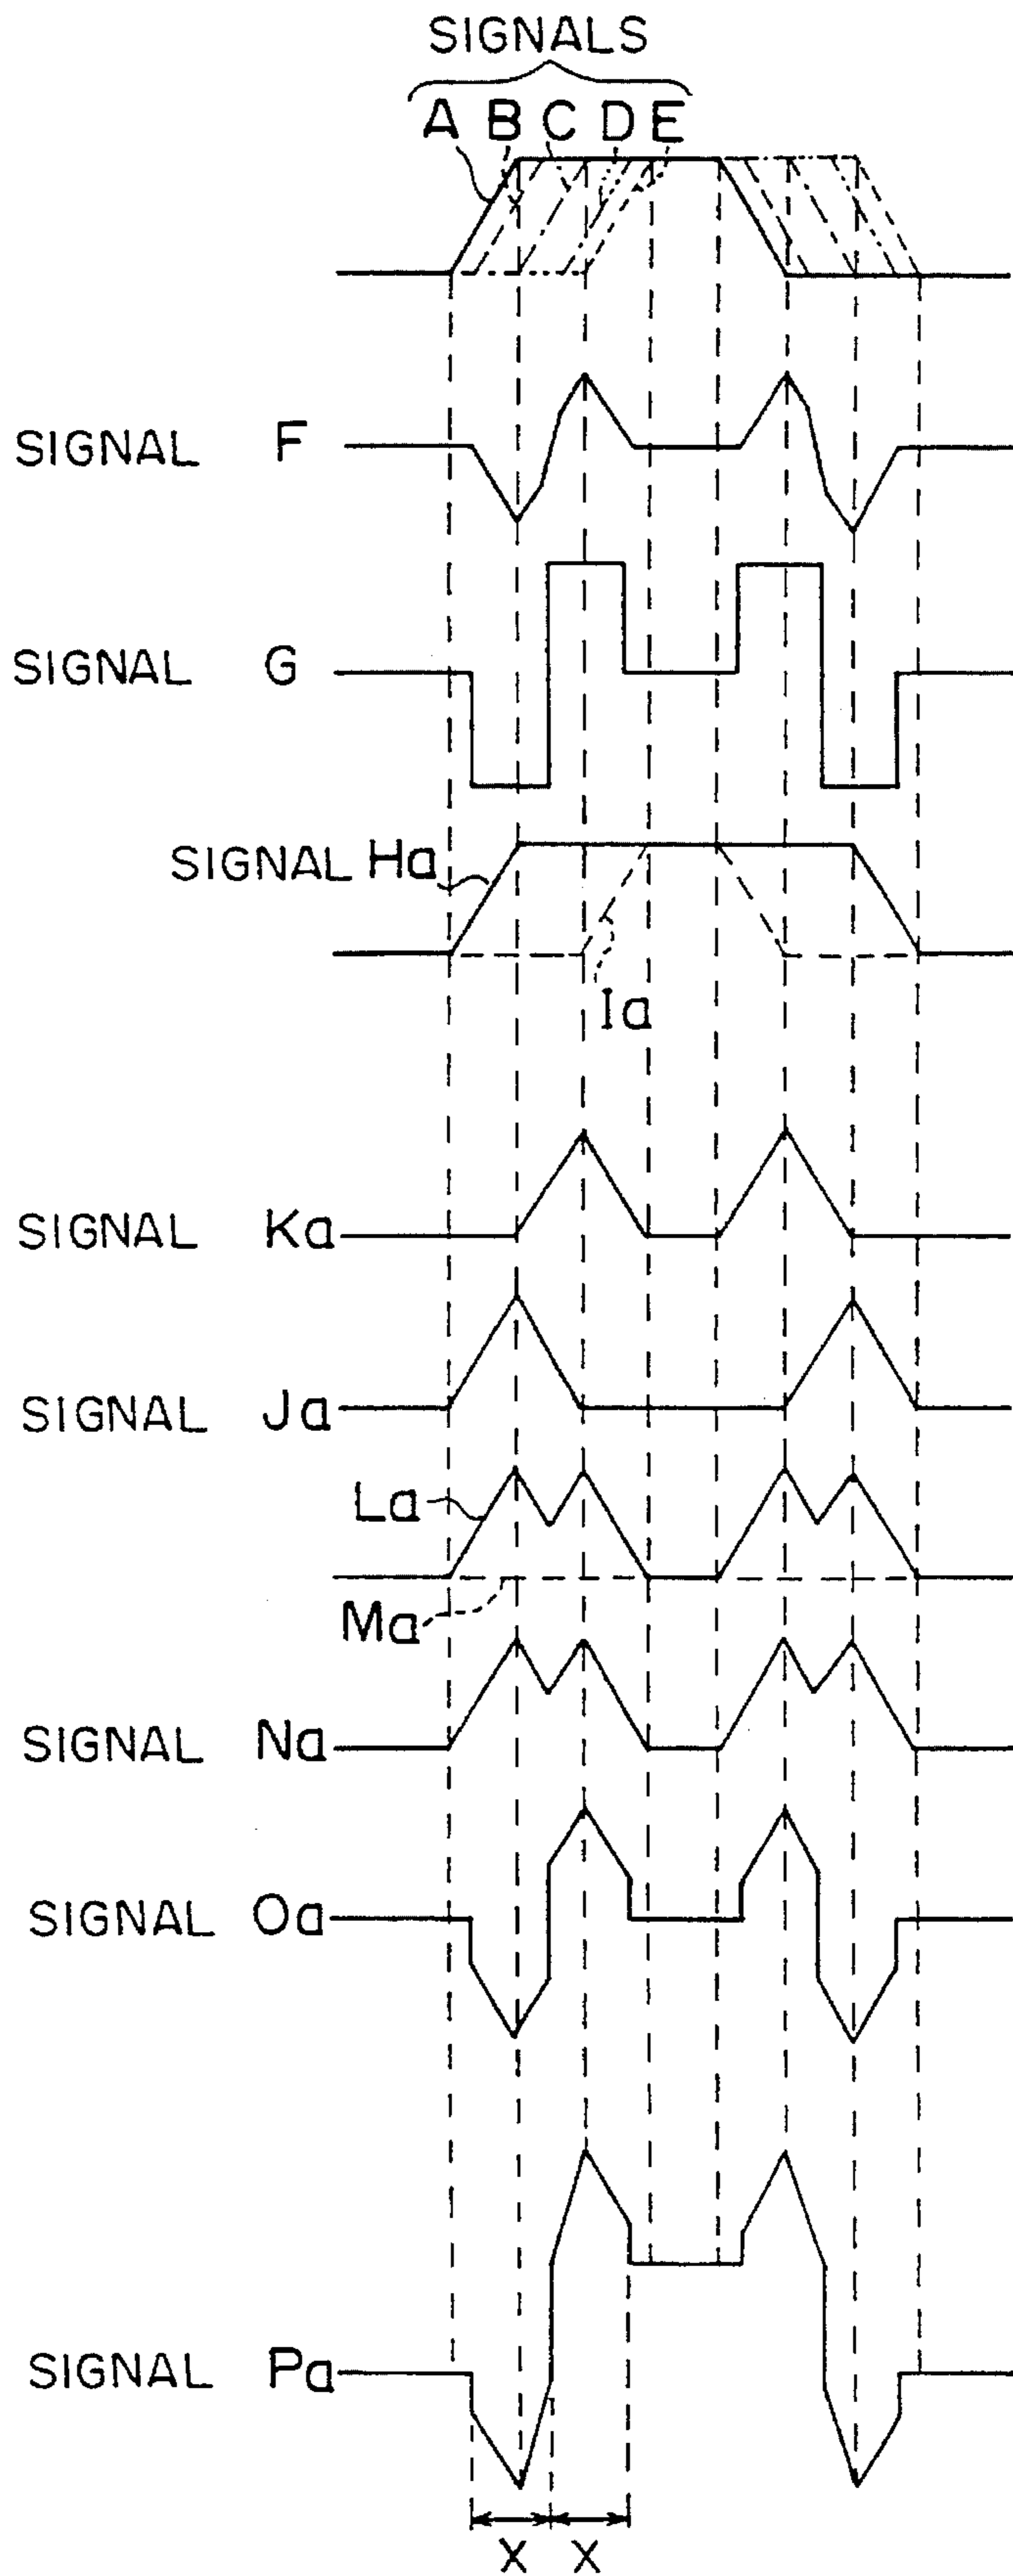 SIGNALS
A B C D E
SIGNAL F
SIGNAL G
SIGNAL Ha
Ia
SIGNAL Ka
SIGNAL Ja
La
Ma
SIGNAL Na
SIGNAL Oa
SIGNAL Pa
X X